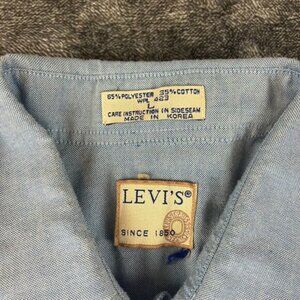 65% POLYESTER 35% COTTON
WPL 423
L
CARE INSTRUCTION IN SIDESEAM
MADE IN KOREA
LEVI'S®
SINCE 1850